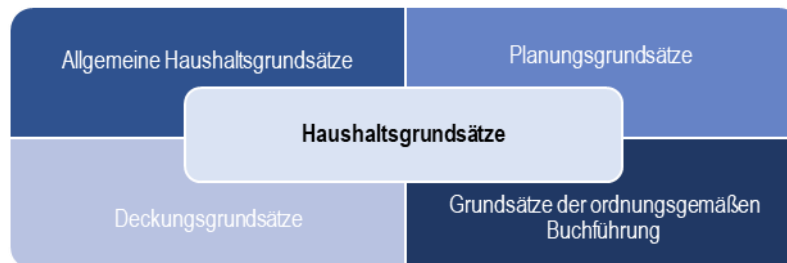 Allgemeine Haushaltsgrundsätze
Planungsgrundsätze
Haushaltsgrundsätze
Deckungsgrundsätze
Grundsätze der ordnungsgemäßen
Buchführung